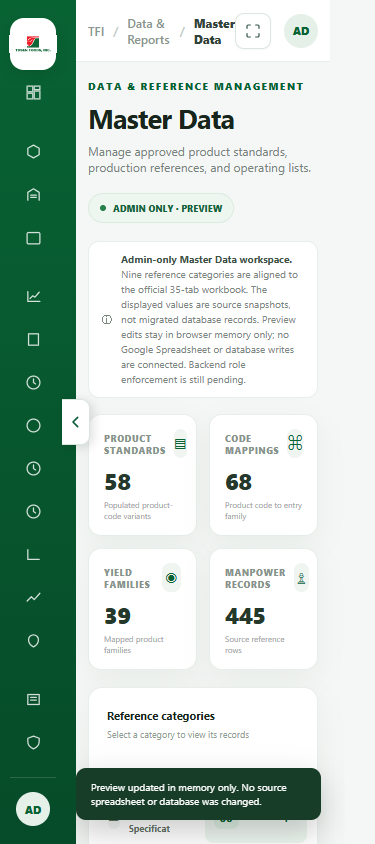 TFI / Data & Reports / Master Data
AD
DATA & REFERENCE MANAGEMENT
Master Data
Manage approved product standards,
production references, and operating lists.
ADMIN ONLY · PREVIEW
Admin-only Master Data workspace.
Nine reference categories are aligned to
the official 35-tab workbook. The
displayed values are source snapshots,
not migrated database records. Preview
edits stay in browser memory only; no
Google Spreadsheet or database writes
are connected. Backend role
enforcement is still pending.
PRODUCT
STANDARDS
58
Populated product-
code variants
CODE
MAPPINGS
68
Product code to entry
family
YIELD
FAMILIES
39
Mapped product
families
MANPOWER
RECORDS
445
Source reference
rows
Reference categories
Select a category to view its records
Preview updated in memory only. No source
spreadsheet or database was changed.
Specificat
AD